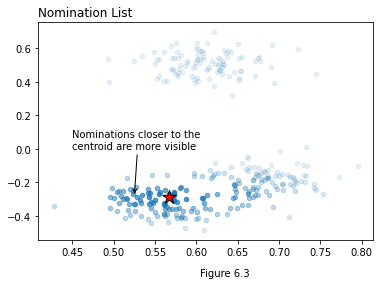 Nomination List
0.6
0.4
0.2
0.0
−0.2
−0.4
Nominations closer to the
centroid are more visible
0.45 0.50 0.55 0.60 0.65 0.70 0.75 0.80
Figure 6.3